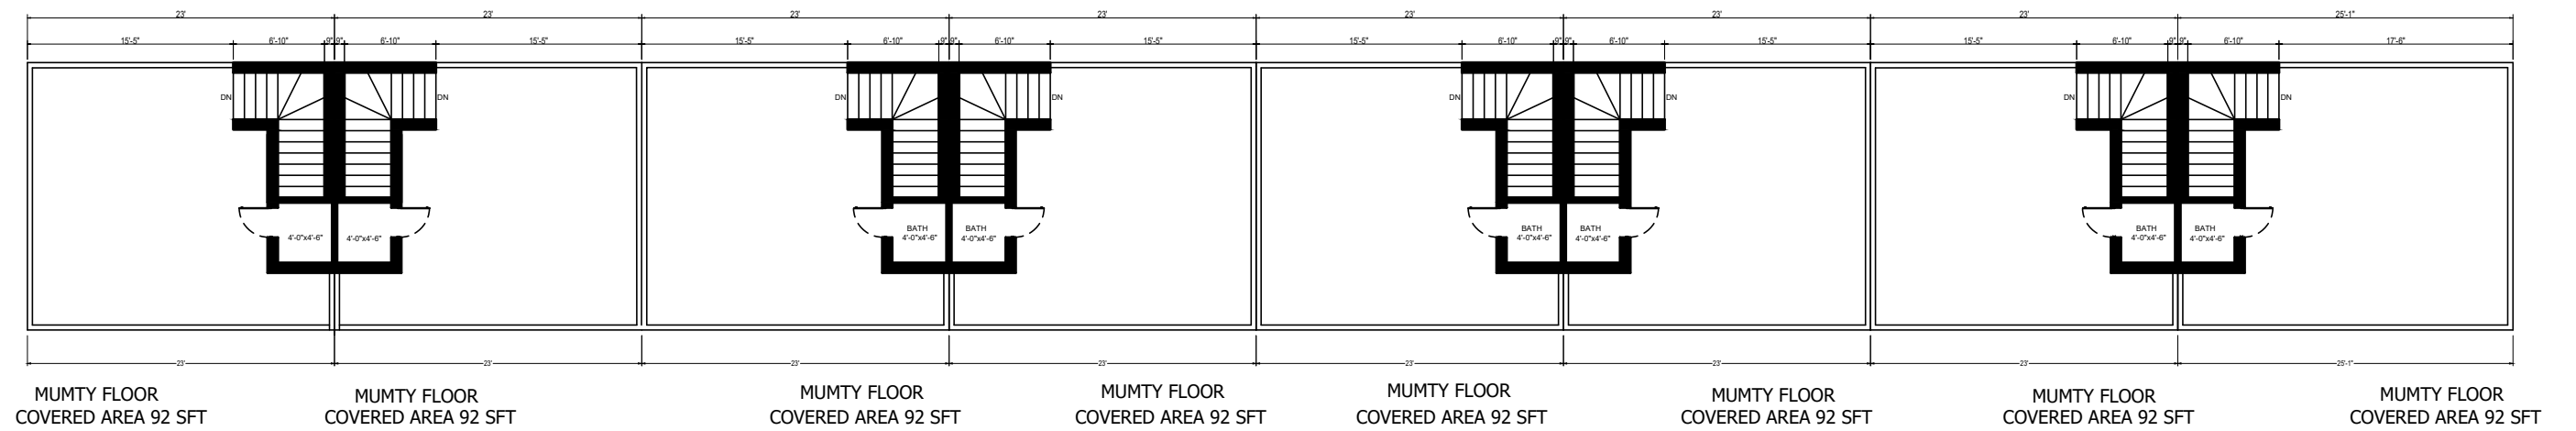 23' 23' 23' 23' 23' 23' 23' 25'-1"
15'-5" 6'-10" 9" 9" 6'-10" 15'-5" 15'-5" 6'-10" 9" 9" 6'-10" 15'-5" 15'-5" 6'-10" 9" 9" 6'-10" 15'-5" 15'-5" 6'-10" 9" 9" 6'-10" 17'-6"
DN DN DN DN DN DN DN DN
BATH BATH BATH BATH BATH BATH
4'-0"x4'-6" 4'-0"x4'-6" 4'-0"x4'-6" 4'-0"x4'-6" 4'-0"x4'-6" 4'-0"x4'-6" 4'-0"x4'-6" 4'-0"x4'-6"
23' 23' 23' 23' 23' 23' 23' 25'-1"
MUMTY FLOOR MUMTY FLOOR MUMTY FLOOR MUMTY FLOOR MUMTY FLOOR MUMTY FLOOR MUMTY FLOOR MUMTY FLOOR
COVERED AREA 92 SFT COVERED AREA 92 SFT COVERED AREA 92 SFT COVERED AREA 92 SFT COVERED AREA 92 SFT COVERED AREA 92 SFT COVERED AREA 92 SFT COVERED AREA 92 SFT